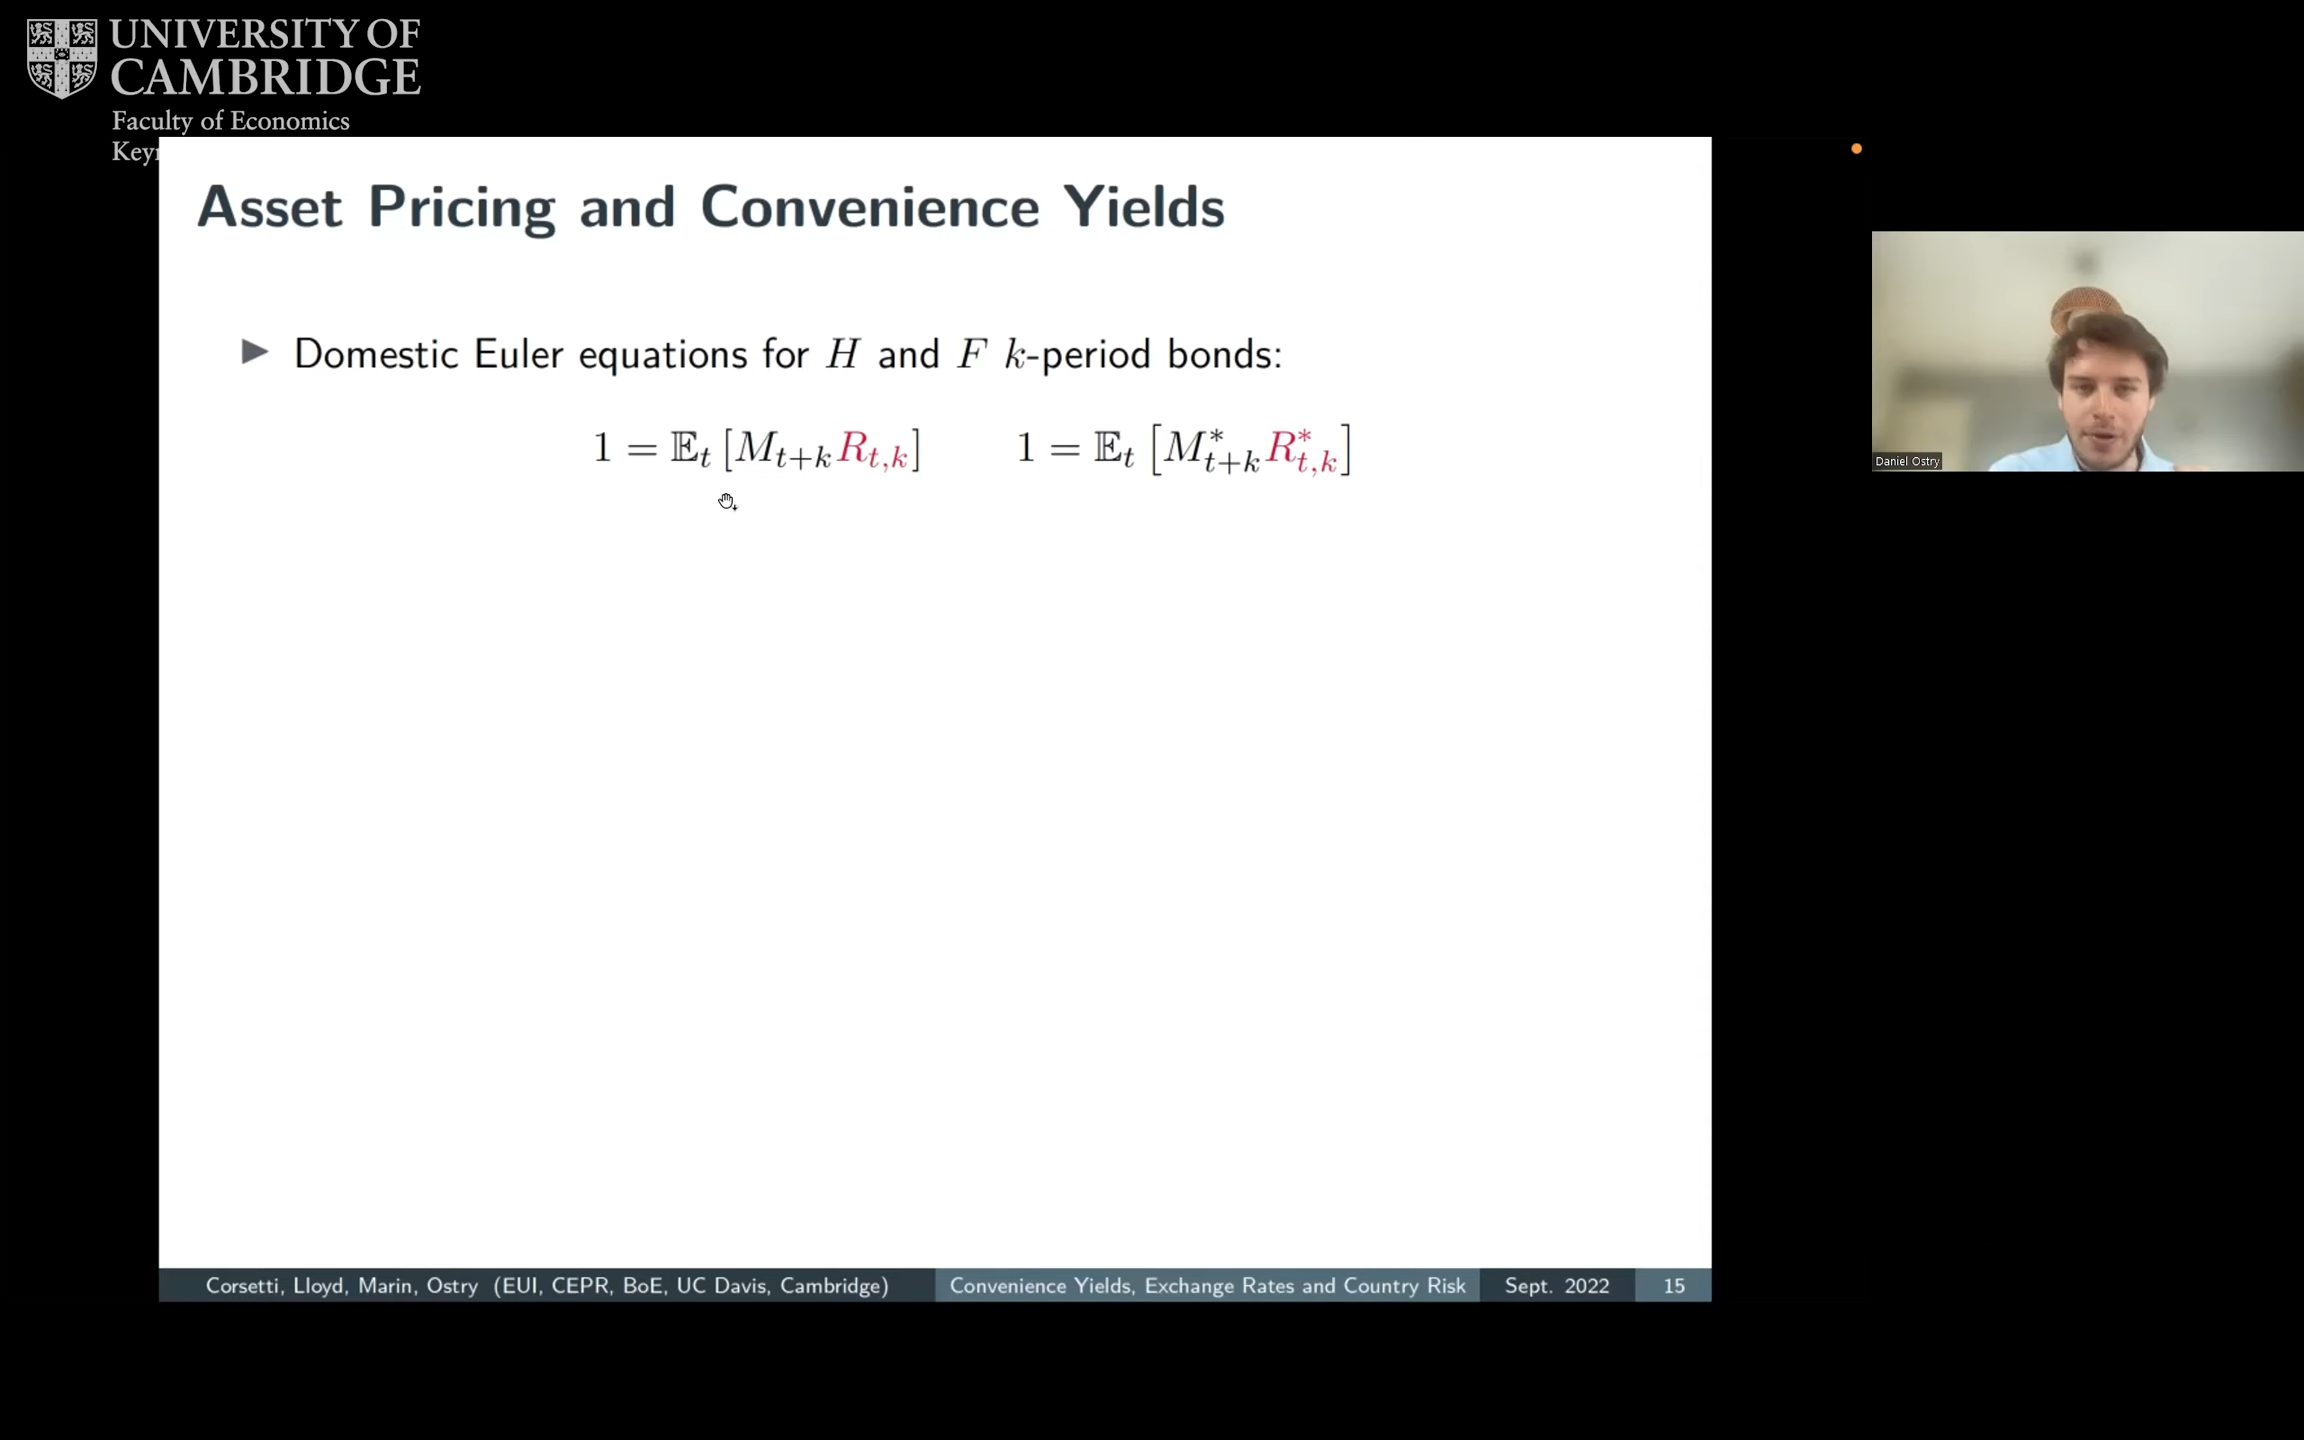 UNIVERSITY OF
CAMBRIDGE
Faculty of Economics
Key
Asset Pricing and Convenience Yields
▶ Domestic Euler equations for H and F k-period bonds:
1 = 𝔼_t [M_{t+k} R_{t,k}]    1 = 𝔼_t [M^*_{t+k} R^*_{t,k}]
Daniel Ostry
Corsetti, Lloyd, Marin, Ostry (EUI, CEPR, BoE, UC Davis, Cambridge) Convenience Yields, Exchange Rates and Country Risk Sept. 2022 15